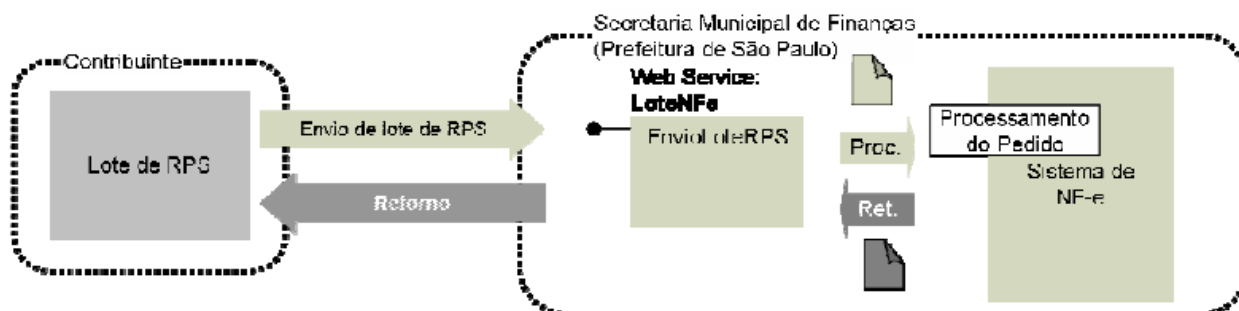 Secretaria Municipal de Finanças
(Prefeitura de São Paulo)
Contribuinte
Web Service:
LoteNFe
Lote de RPS
Envio de lote de RPS
Retorno
EnvioLoteRPS
Proc.
Ret.
Processamento
do Pedido
Sistema de
NF-e